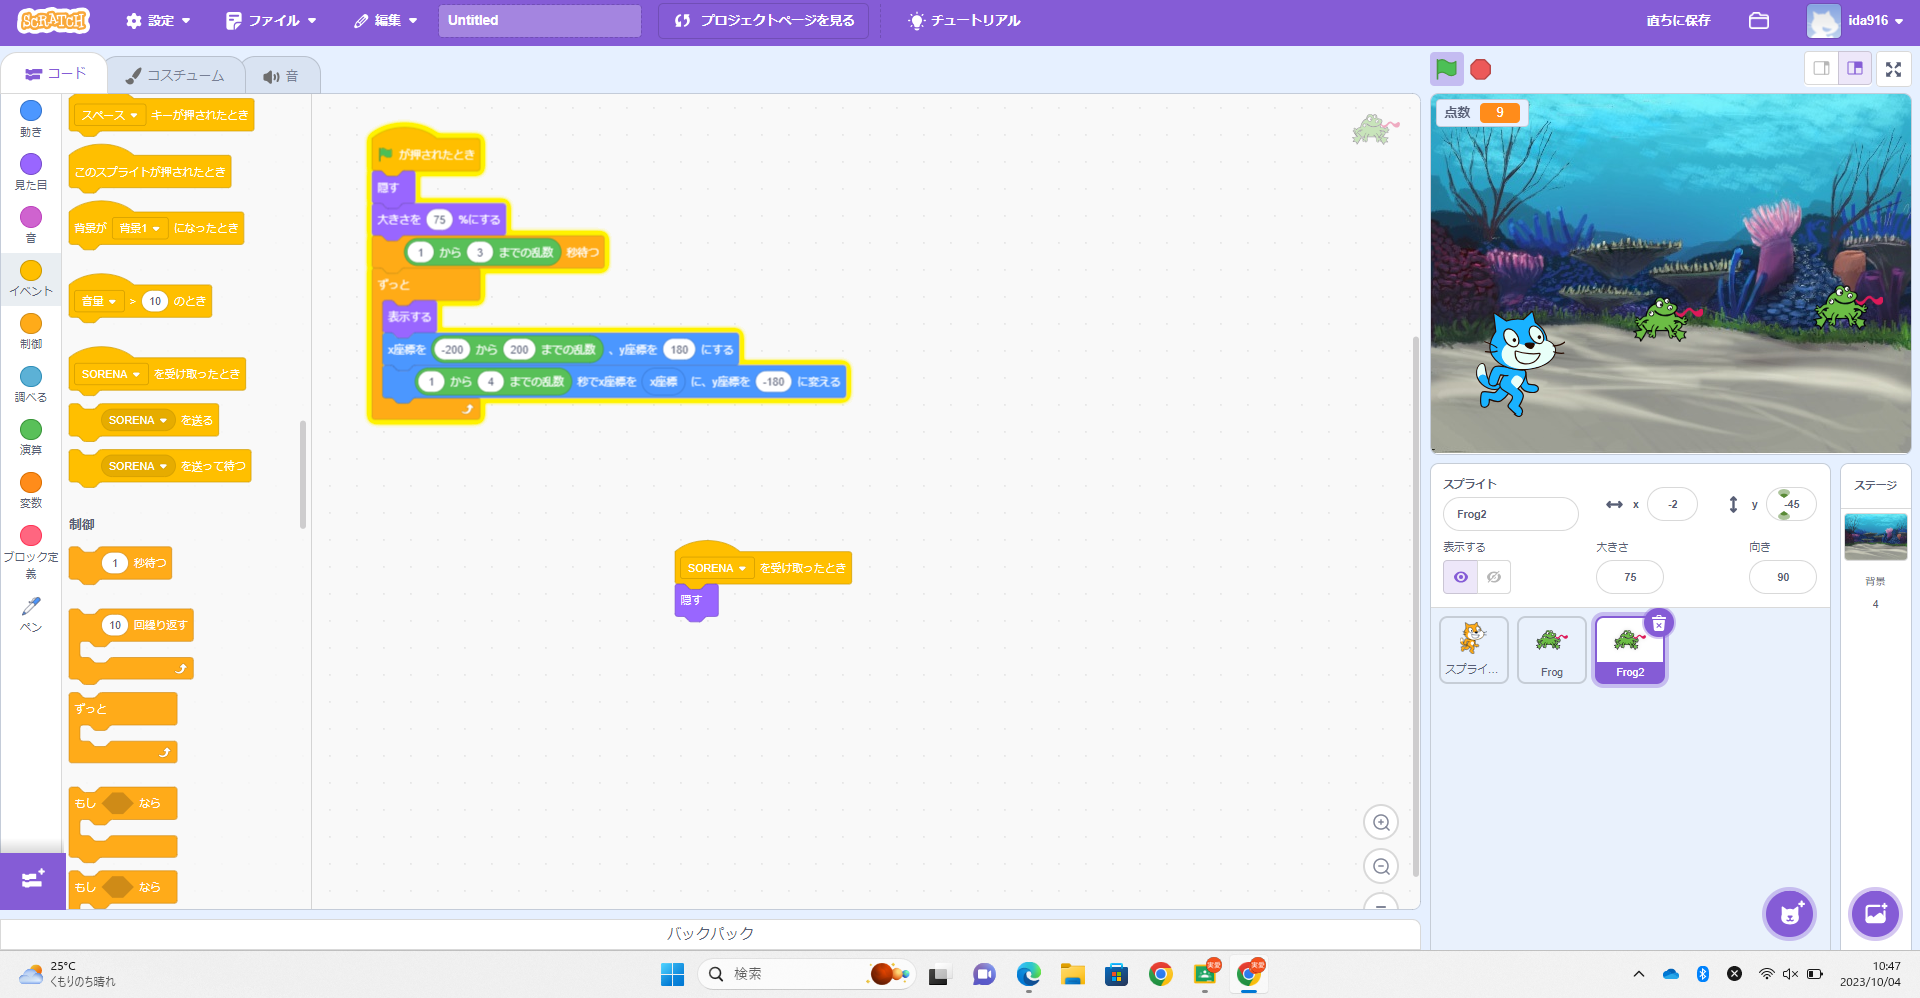 SCRATCH 設定 ファイル 編集 Untitled プロジェクトページを見る チュートリアル 直ちに保存 ida916
コード コスチューム 音
動き
見た目
音
イベント
制御
調べる
演算
変数
ブロック定
義
ペン
スペース キーが押されたとき
このスプライトが押されたとき
背景が 背景1 になったとき
音量 > 10 のとき
SORENA を受け取ったとき
SORENA を送る
SORENA を送って待つ
制御
1 秒待つ
10 回繰り返す
ずっと
もし なら
もし なら
が押されたとき
隠す
大きさを 75 %にする
1 から 3 までの乱数 秒待つ
ずっと
表示する
x座標を -200 から 200 までの乱数 、y座標を 180 にする
1 から 4 までの乱数 秒でx座標を x座標 に、y座標を -180 に変える
SORENA を受け取ったとき
隠す
点数 9
スプライト
Frog2
x -2 y -45
表示する 大きさ 向き
75 90
スプライ...
Frog
Frog2
ステージ
背景
4
バックパック
25°C
くもりのち晴れ
検索
実愛
実愛
10:47
2023/10/04